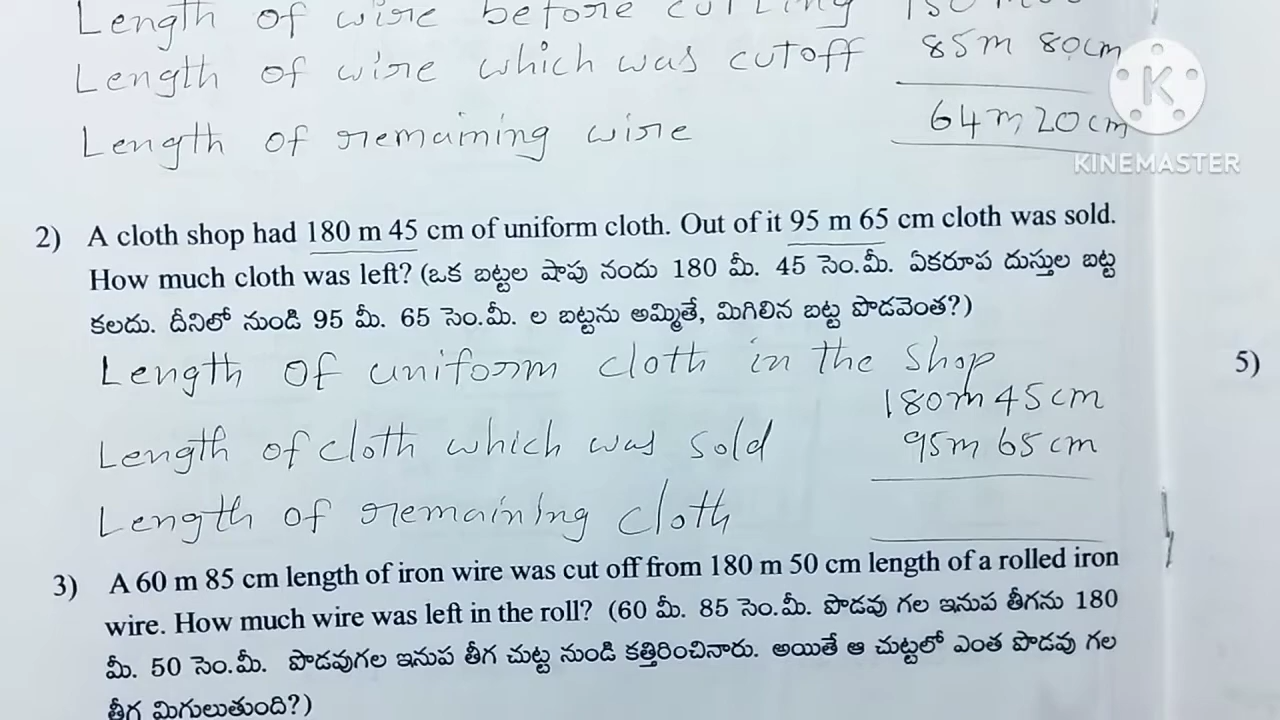 Length of wire before cutting
Length of wire which was cutoff 85m 80cm
Length of remaining wire 64m 20cm
K
KINEMASTER
2) A cloth shop had 180 m 45 cm of uniform cloth. Out of it 95 m 65 cm cloth was sold.
How much cloth was left? (ఒక బట్టల షాపు నందు 180 మీ. 45 సెం.మీ. ఏకరూప దుస్తుల బట్ట
కలదు. దీనిలో నుండి 95 మీ. 65 సెం.మీ. ల బట్టను అమ్మితే, మిగిలిన బట్ట పొడవెంత?)
Length of uniform cloth in the shop
180m 45cm
Length of cloth which was sold 95m 65cm
Length of remaining cloth
3) A 60 m 85 cm length of iron wire was cut off from 180 m 50 cm length of a rolled iron
wire. How much wire was left in the roll? (60 మీ. 85 సెం.మీ. పొడవు గల ఇనుప తీగను 180
మీ. 50 సెం.మీ. పొడవుగల ఇనుప తీగ చుట్ట నుండి కత్తిరించినారు. అయితే ఆ చుట్టలో ఎంత పొడవు గల
తీగ మిగులుతుంది?)
5)